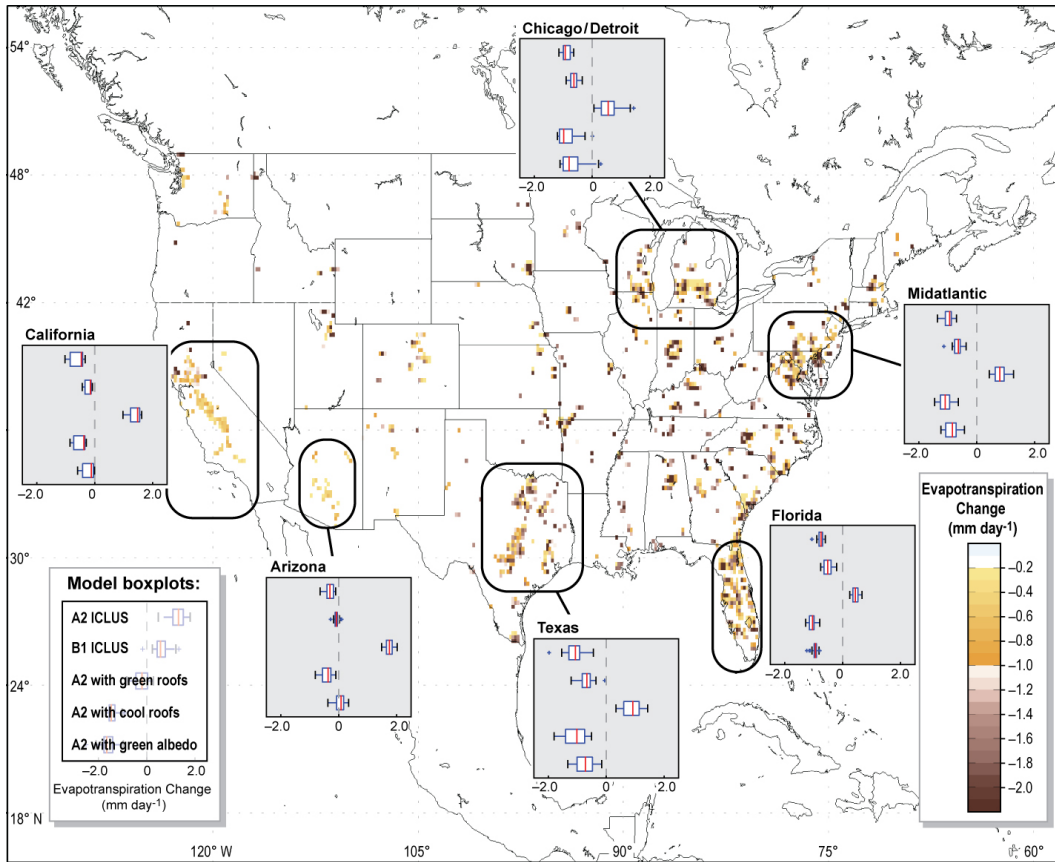 Chicago/Detroit
−2.0 0 2.0
Midatlantic
−2.0 0 2.0
California
−2.0 0 2.0
Arizona
−2.0 0 2.0
Texas
−2.0 0 2.0
Florida
−2.0 0 2.0
Evapotranspiration
Change
(mm day-1)
−0.2
−0.4
−0.6
−0.8
−1.0
−1.2
−1.4
−1.6
−1.8
−2.0
Model boxplots:
A2 ICLUS
B1 ICLUS
A2 with green roofs
A2 with cool roofs
A2 with green albedo
−2.0 0 2.0
Evapotranspiration Change
(mm day-1)
54°
48°
42°
30°
24°
18° N
120° W
105°
90°
75°
60°